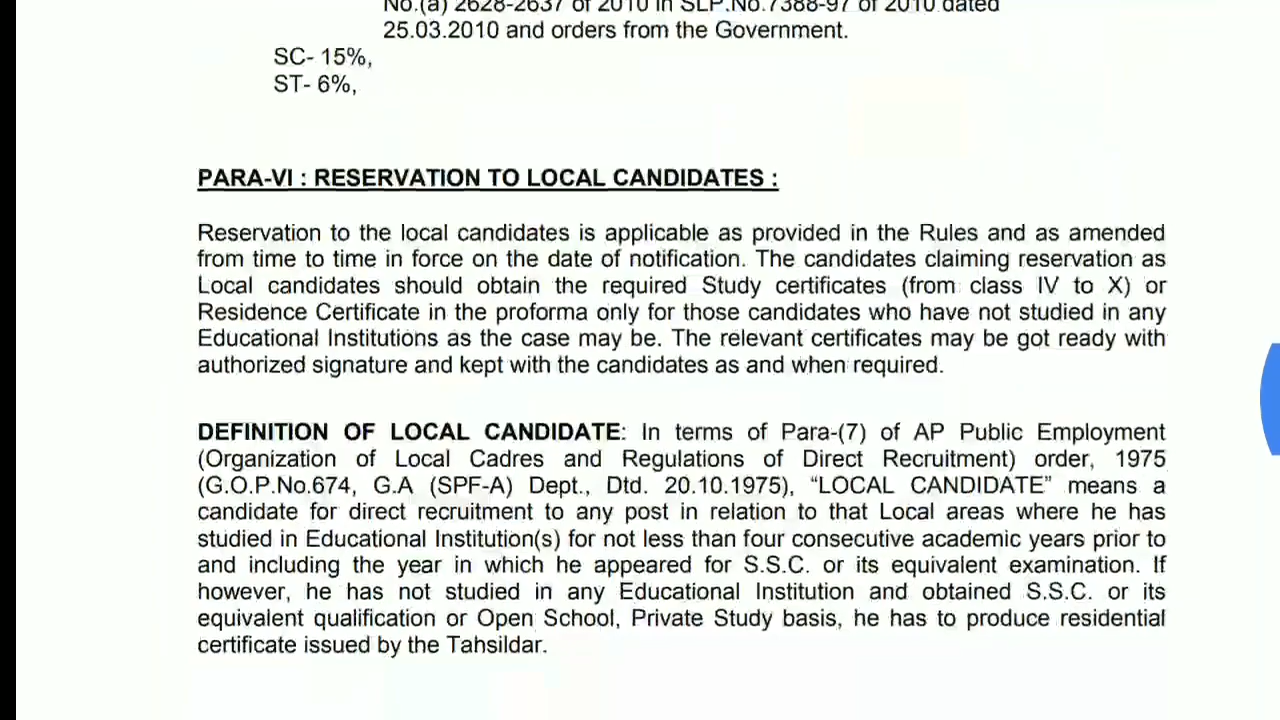 No.(a) 2628-2637 of 2010 in SLP.No.7388-97 of 2010 dated
25.03.2010 and orders from the Government.
SC- 15%,
ST- 6%,
PARA-VI : RESERVATION TO LOCAL CANDIDATES :
Reservation to the local candidates is applicable as provided in the Rules and as amended
from time to time in force on the date of notification. The candidates claiming reservation as
Local candidates should obtain the required Study certificates (from class IV to X) or
Residence Certificate in the proforma only for those candidates who have not studied in any
Educational Institutions as the case may be. The relevant certificates may be got ready with
authorized signature and kept with the candidates as and when required.
DEFINITION OF LOCAL CANDIDATE: In terms of Para-(7) of AP Public Employment
(Organization of Local Cadres and Regulations of Direct Recruitment) order, 1975
(G.O.P.No.674, G.A (SPF-A) Dept., Dtd. 20.10.1975), “LOCAL CANDIDATE” means a
candidate for direct recruitment to any post in relation to that Local areas where he has
studied in Educational Institution(s) for not less than four consecutive academic years prior to
and including the year in which he appeared for S.S.C. or its equivalent examination. If
however, he has not studied in any Educational Institution and obtained S.S.C. or its
equivalent qualification or Open School, Private Study basis, he has to produce residential
certificate issued by the Tahsildar.